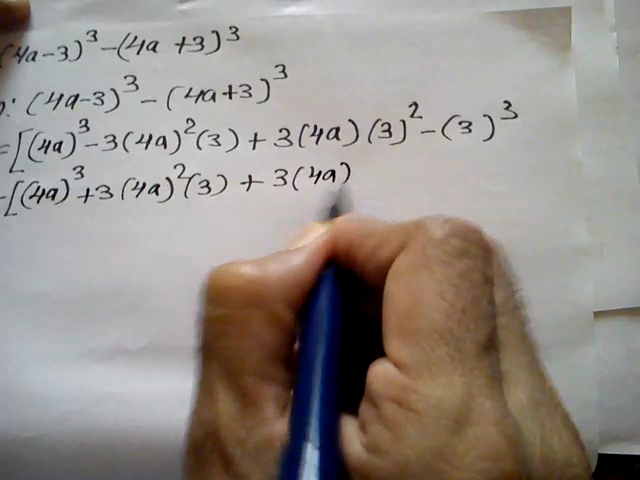 (4a-3)³-(4a+3)³
: (4a-3)³-(4a+3)³
=[(4a)³-3(4a)²(3)+3(4a)(3)²-(3)³
-[(4a)³+3(4a)²(3)+3(4a)